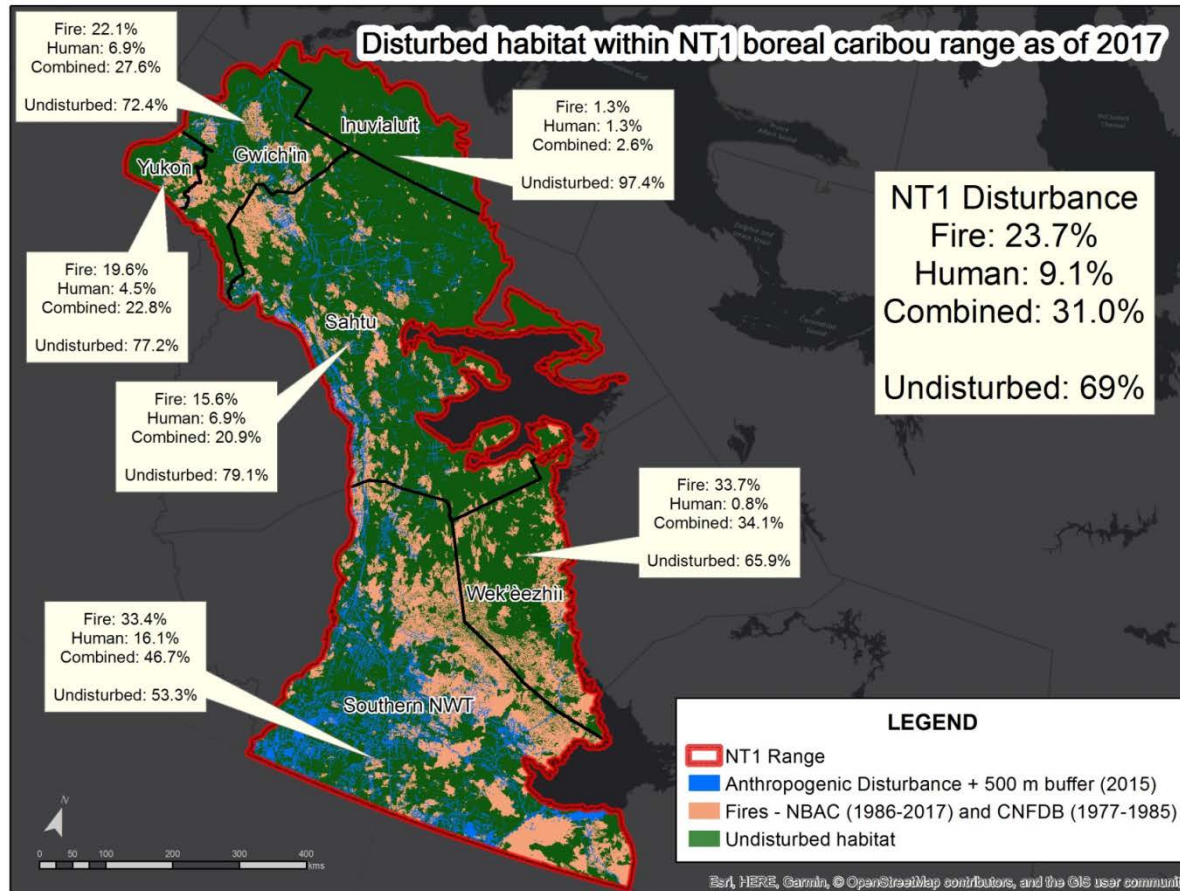 Disturbed habitat within NT1 boreal caribou range as of 2017
Fire: 22.1%
Human: 6.9%
Combined: 27.6%
Undisturbed: 72.4%
Fire: 1.3%
Human: 1.3%
Combined: 2.6%
Undisturbed: 97.4%
NT1 Disturbance
Fire: 23.7%
Human: 9.1%
Combined: 31.0%
Undisturbed: 69%
Inuvialuit
Gwich'in
Yukon
Fire: 19.6%
Human: 4.5%
Combined: 22.8%
Undisturbed: 77.2%
Sahtu
Fire: 15.6%
Human: 6.9%
Combined: 20.9%
Undisturbed: 79.1%
Fire: 33.7%
Human: 0.8%
Combined: 34.1%
Undisturbed: 65.9%
Wek'èezhìi
Fire: 33.4%
Human: 16.1%
Combined: 46.7%
Undisturbed: 53.3%
Southern NWT
LEGEND
NT1 Range
Anthropogenic Disturbance + 500 m buffer (2015)
Fires - NBAC (1986-2017) and CNFDB (1977-1985)
Undisturbed habitat
N
0 50 100 200 300 400
kms
Esri, HERE, Garmin, © OpenStreetMap contributors, and the GIS user communit